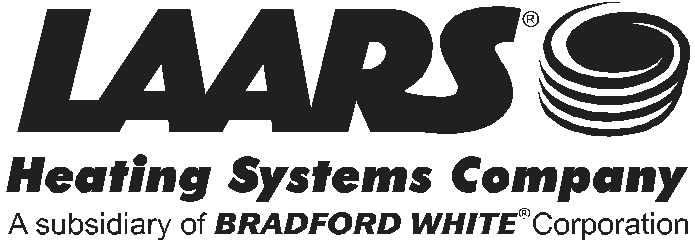 LAARS®
Heating Systems Company
A subsidiary of BRADFORD WHITE® Corporation